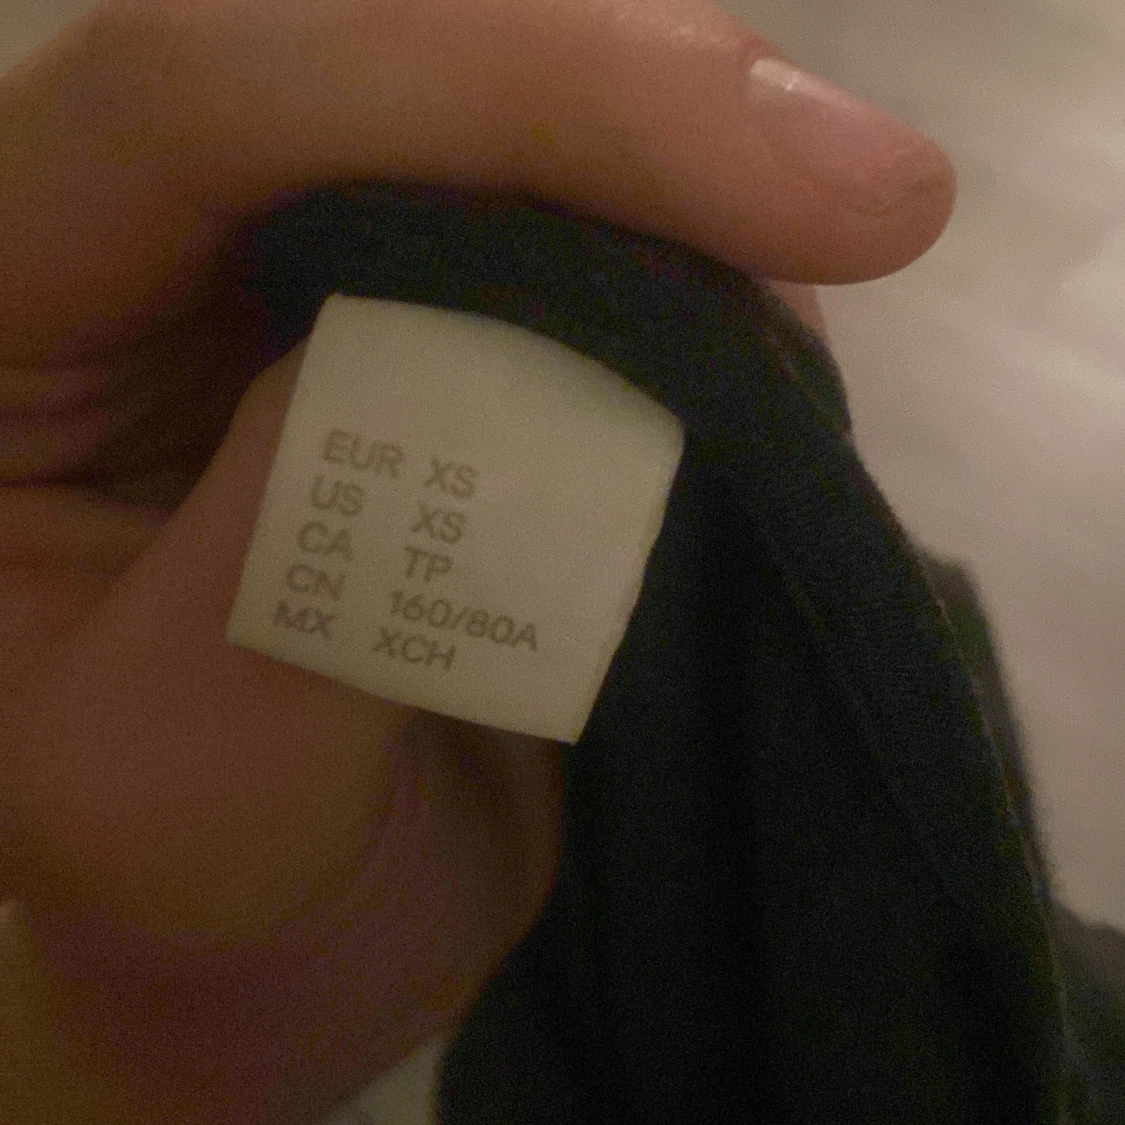 EUR XS
US XS
CA TP
CN 160/80A
MX XCH